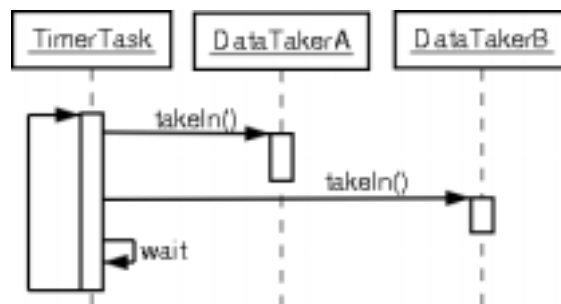 TimerTask
DataTakerA
DataTakerB
takeIn()
takeIn()
wait